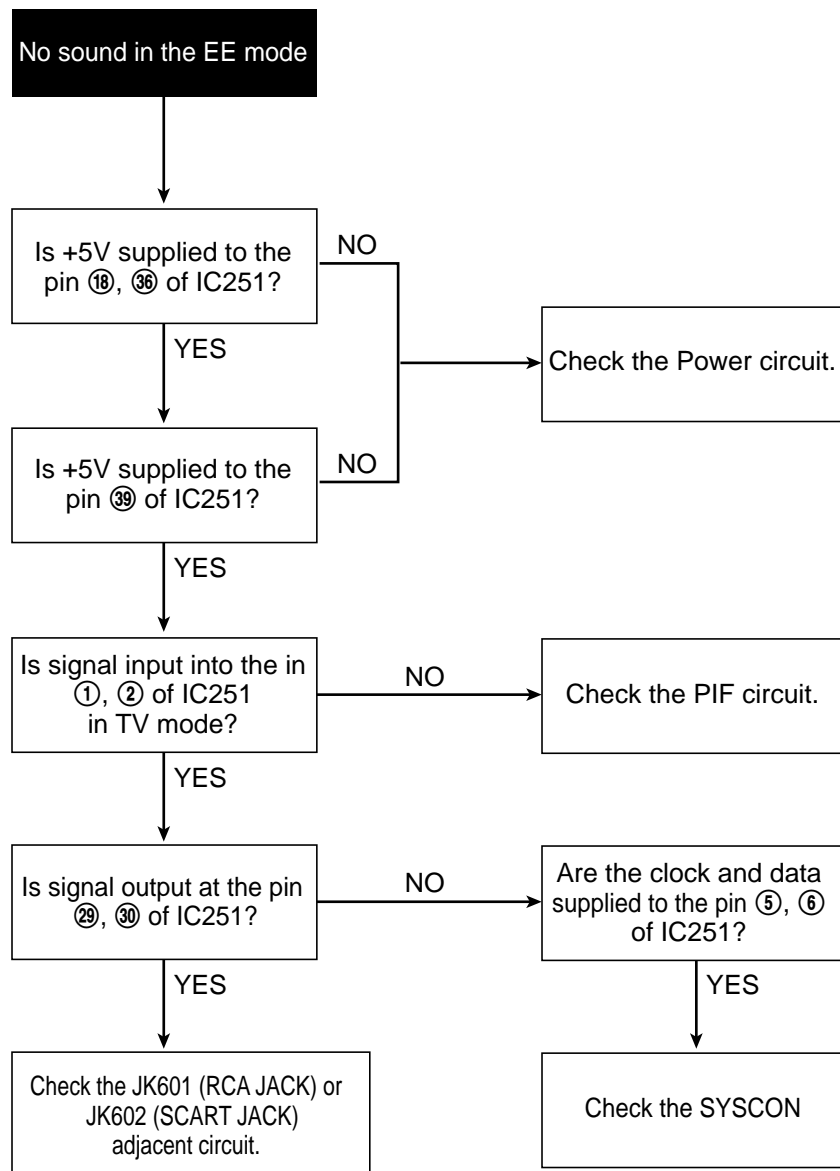 No sound in the EE mode
Is +5V supplied to the
pin ⑱, ㊱ of IC251?
NO
YES
Check the Power circuit.
Is +5V supplied to the
pin ㊴ of IC251?
NO
YES
Is signal input into the in
①, ② of IC251
in TV mode?
NO
Check the PIF circuit.
YES
Is signal output at the pin
㉙, ㉚ of IC251?
NO
Are the clock and data
supplied to the pin ⑤, ⑥
of IC251?
YES
YES
Check the JK601 (RCA JACK) or
JK602 (SCART JACK)
adjacent circuit.
Check the SYSCON